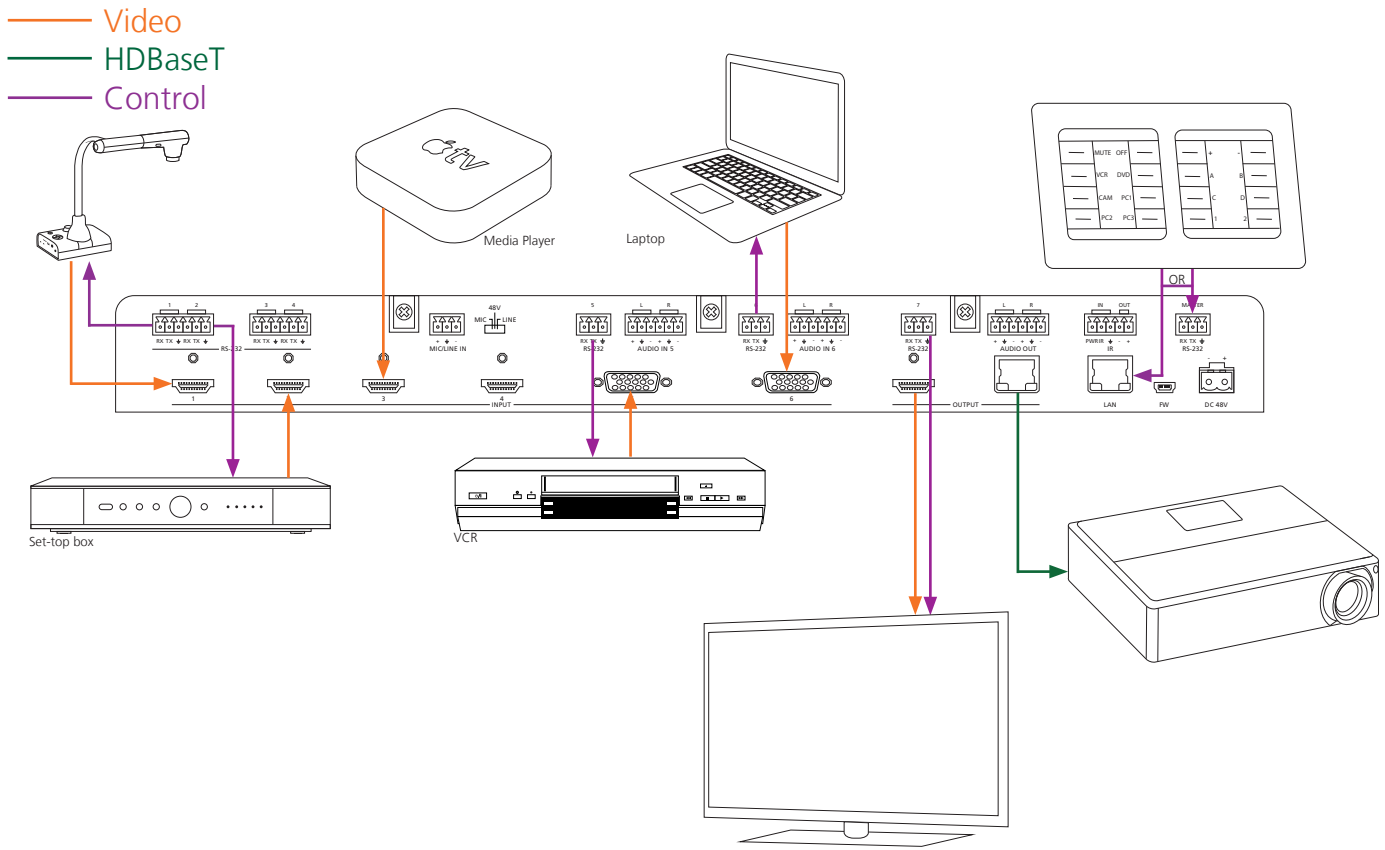 Video
HDBaseT
Control
tv
Media Player
Laptop
MUTE OFF
VCR DVD
CAM PC1
PC2 PC3
+ -
A B
C D
1 2
OR
1 2
RX TX RX TX
3 4
RX TX RX TX
RS-232
+ -
MIC/LINE IN
48V
MIC LINE
5
RX TX
RS-232
L R
+ - + -
AUDIO IN 5
RX TX
RS-232
L R
+ - + -
AUDIO IN 6
7
RX TX
RS-232
L R
+ - + -
AUDIO OUT
IN OUT
PWR IR - +
IR
MASTER
RX TX
RS-232
- +
1
3
4
6
INPUT
OUTPUT
LAN
FW
DC 48V
Set-top box
VCR